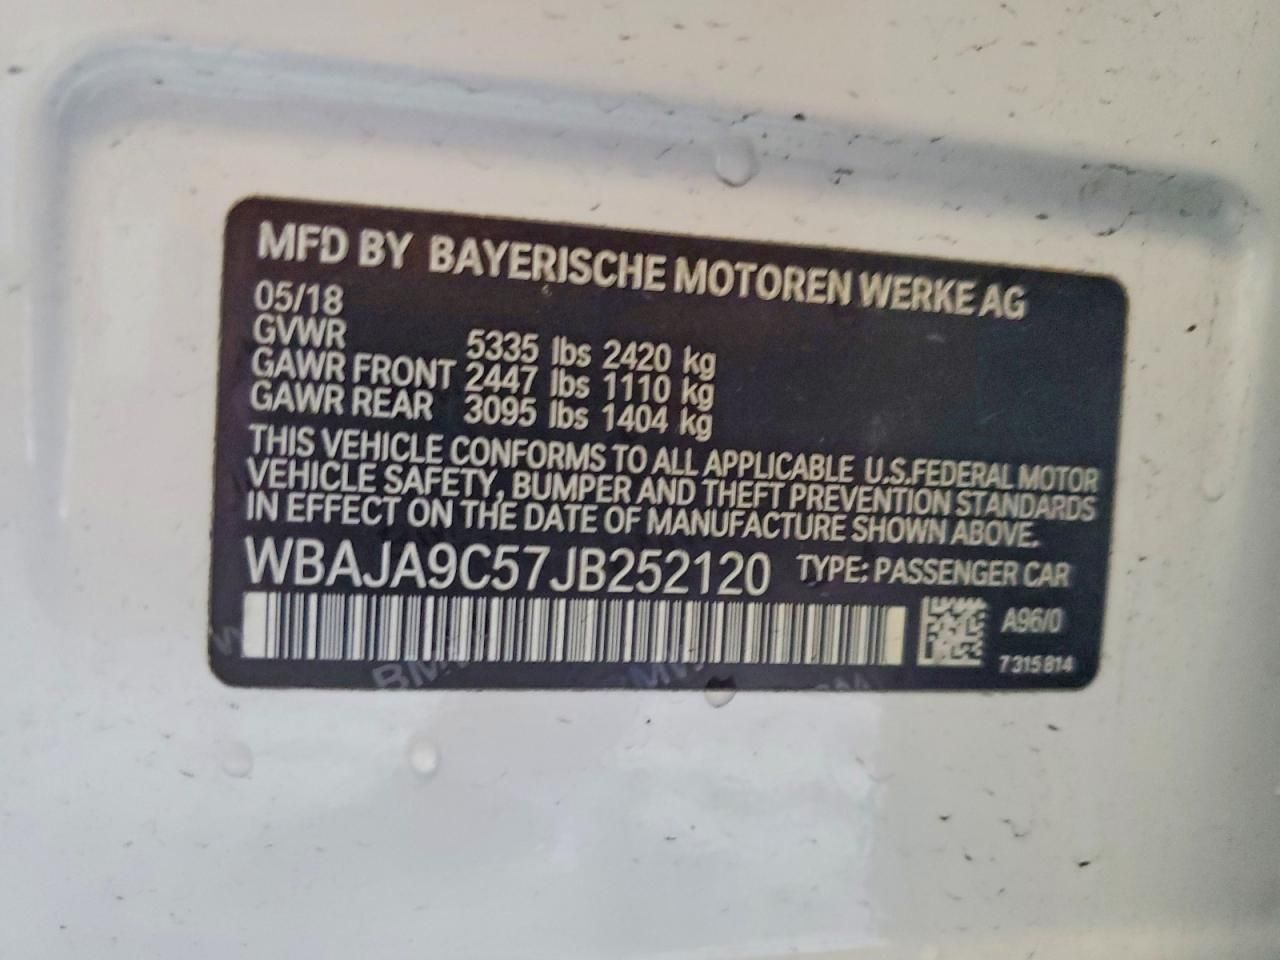 MFD BY BAYERISCHE MOTOREN WERKE AG
05/18
GVWR 5335 lbs 2420 kg
GAWR FRONT 2447 lbs 1110 kg
GAWR REAR 3095 lbs 1404 kg
THIS VEHICLE CONFORMS TO ALL APPLICABLE U.S.FEDERAL MOTOR
VEHICLE SAFETY, BUMPER AND THEFT PREVENTION STANDARDS
IN EFFECT ON THE DATE OF MANUFACTURE SHOWN ABOVE.
WBAJA9C57JB252120 TYPE: PASSENGER CAR
A96/0
7315814
BMW